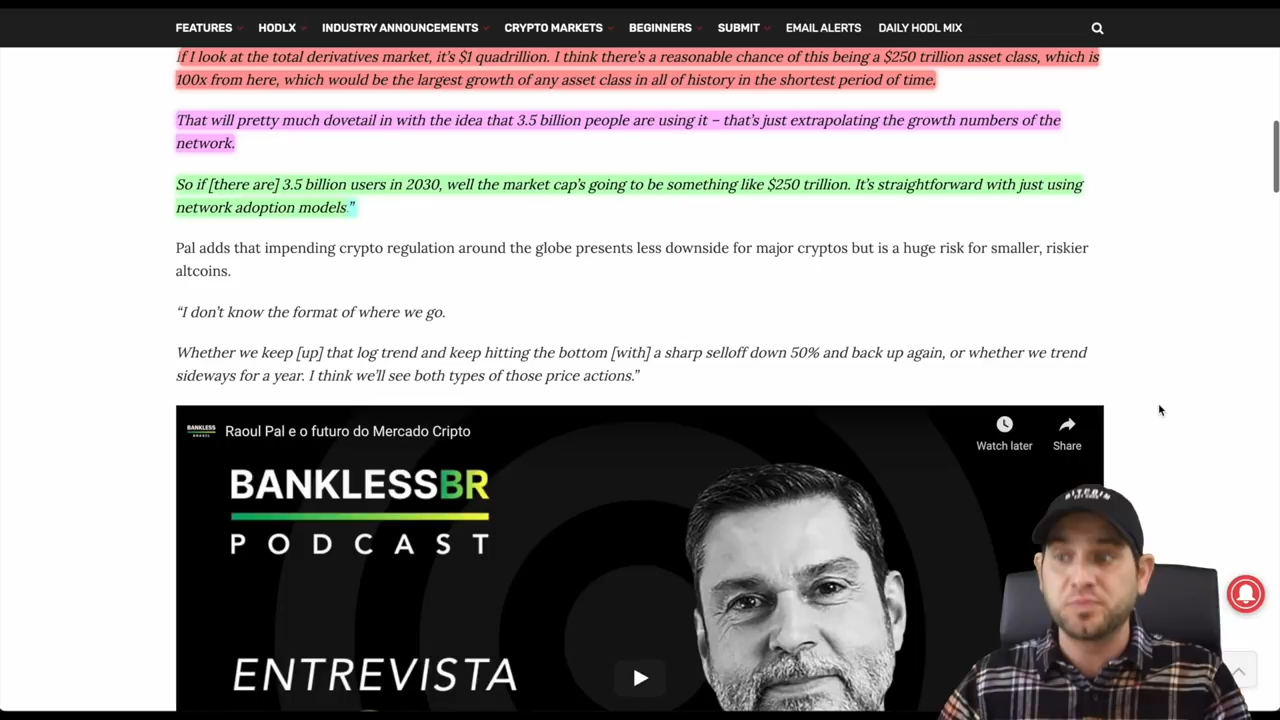 FEATURES HODLX INDUSTRY ANNOUNCEMENTS CRYPTO MARKETS BEGINNERS SUBMIT EMAIL ALERTS DAILY HODL MIX
If I look at the total derivatives market, it's $1 quadrillion. I think there's a reasonable chance of this being a $250 trillion asset class, which is
100x from here, which would be the largest growth of any asset class in all of history in the shortest period of time.
That will pretty much dovetail in with the idea that 3.5 billion people are using it – that's just extrapolating the growth numbers of the
network.
So if [there are] 3.5 billion users in 2030, well the market cap's going to be something like $250 trillion. It's straightforward with just using
network adoption models."
Pal adds that impending crypto regulation around the globe presents less downside for major cryptos but is a huge risk for smaller, riskier
altcoins.
“I don't know the format of where we go.
Whether we keep [up] that log trend and keep hitting the bottom [with] a sharp selloff down 50% and back up again, or whether we trend
sideways for a year. I think we'll see both types of those price actions.”
BANKLESS
BRASIL
Raoul Pal e o futuro do Mercado Cripto
Watch later
Share
BANKLESSBR
PODCAST
ENTREVISTA
BITCOIN